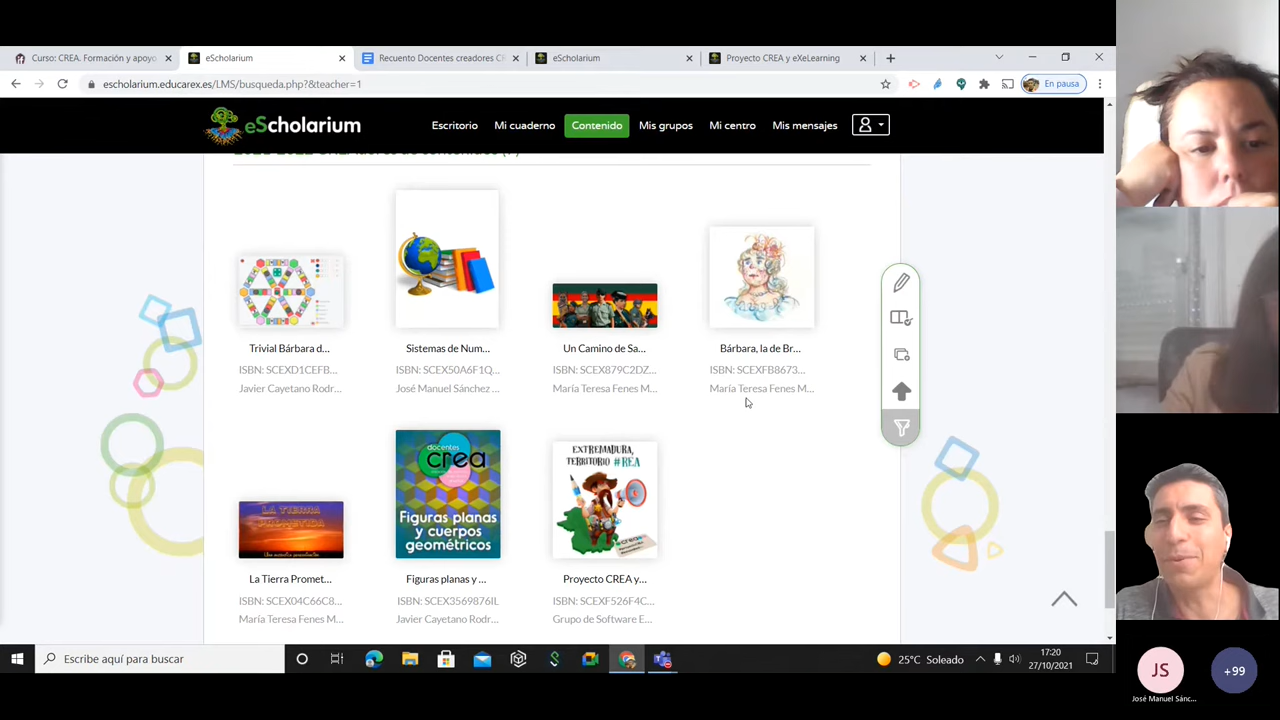 Curso: CREA. Formación y apoyo
eScholarium
Recuento Docentes creadores CR
eScholarium
Proyecto CREA y eXeLearning
escholarium.educarex.es/LMS/busqueda.php?&teacher=1
En pausa
eScholarium
Escritorio
Mi cuaderno
Contenido
Mis grupos
Mi centro
Mis mensajes
Trivial Bárbara d...
Sistemas de Num...
Un Camino de Sa...
Bárbara, la de Br...
ISBN: SCEXD1CEFB...
ISBN: SCEX50A6F1Q...
ISBN: SCEX879C2DZ...
ISBN: SCEXFB8673...
Javier Cayetano Rodr...
José Manuel Sánchez ...
María Teresa Fenes M...
María Teresa Fenes M...
LA TIERRA
PROMETIDA
docentes
crea
Figuras planas
y cuerpos
geométricos
EXTREMADURA,
TERRITORIO #REA
crea
La Tierra Promet...
Figuras planas y ...
Proyecto CREA y...
ISBN: SCEX04C66C8...
ISBN: SCEX3569876IL
ISBN: SCEXF526F4C...
María Teresa Fenes M...
Javier Cayetano Rodr...
Grupo de Software E...
Escribe aquí para buscar
25°C Soleado
17:20
27/10/2021
JS
José Manuel Sánc...
+99